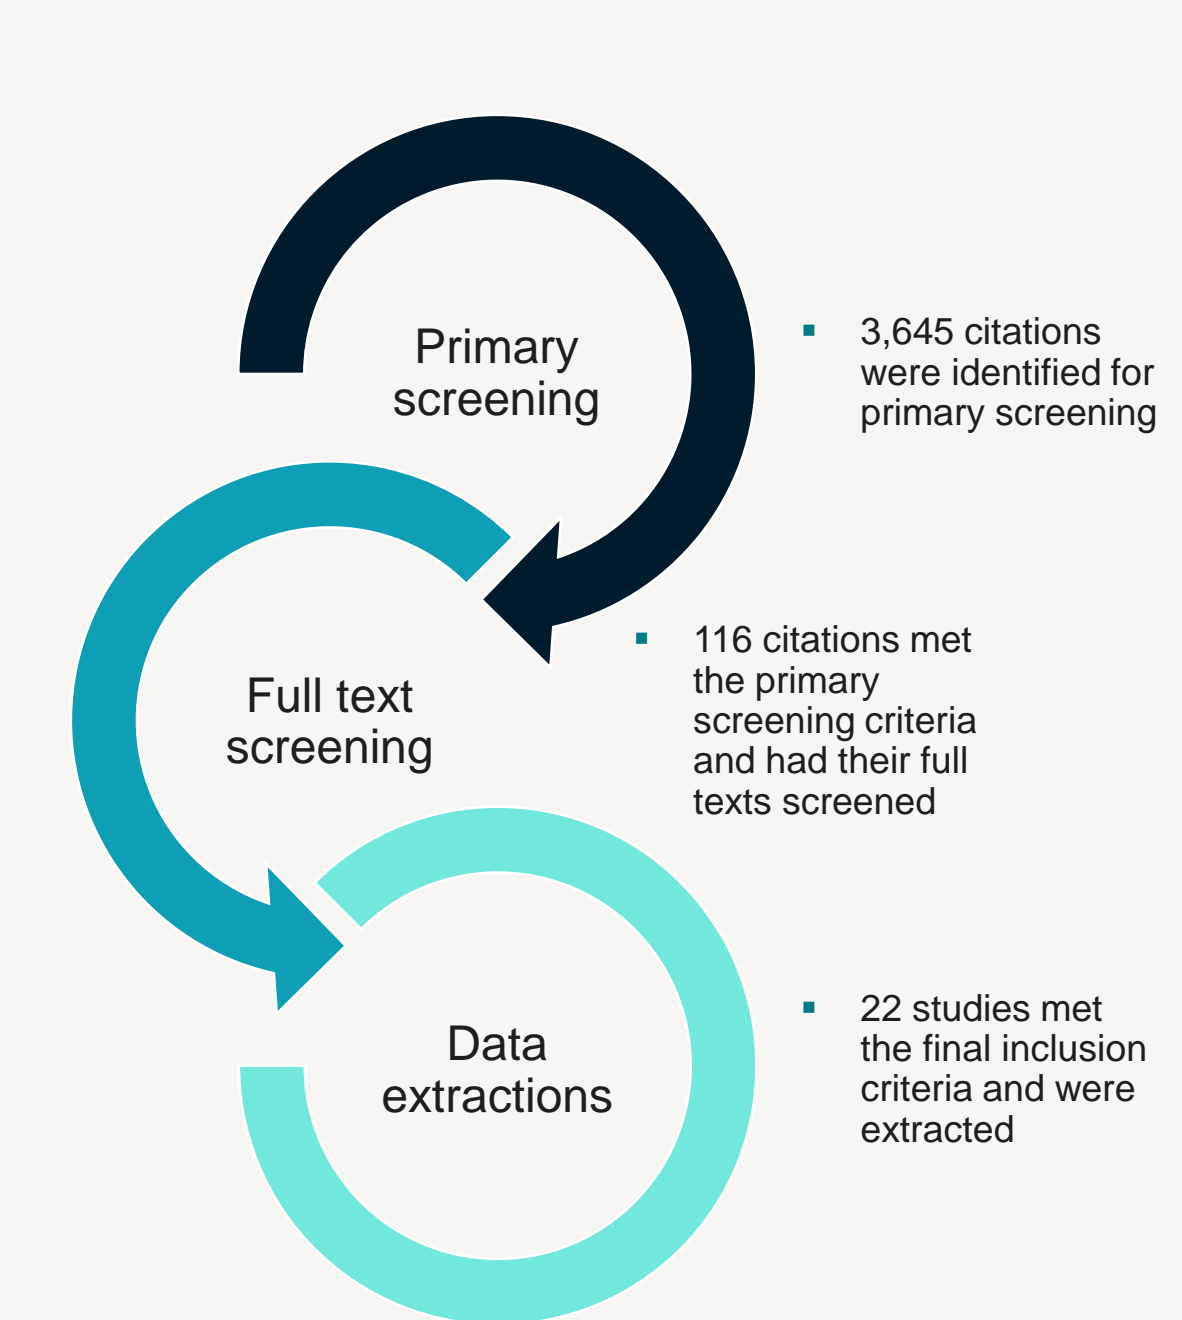 Primary
screening
▪ 3,645 citations
were identified for
primary screening
Full text
screening
▪ 116 citations met
the primary
screening criteria
and had their full
texts screened
Data
extractions
▪ 22 studies met
the final inclusion
criteria and were
extracted